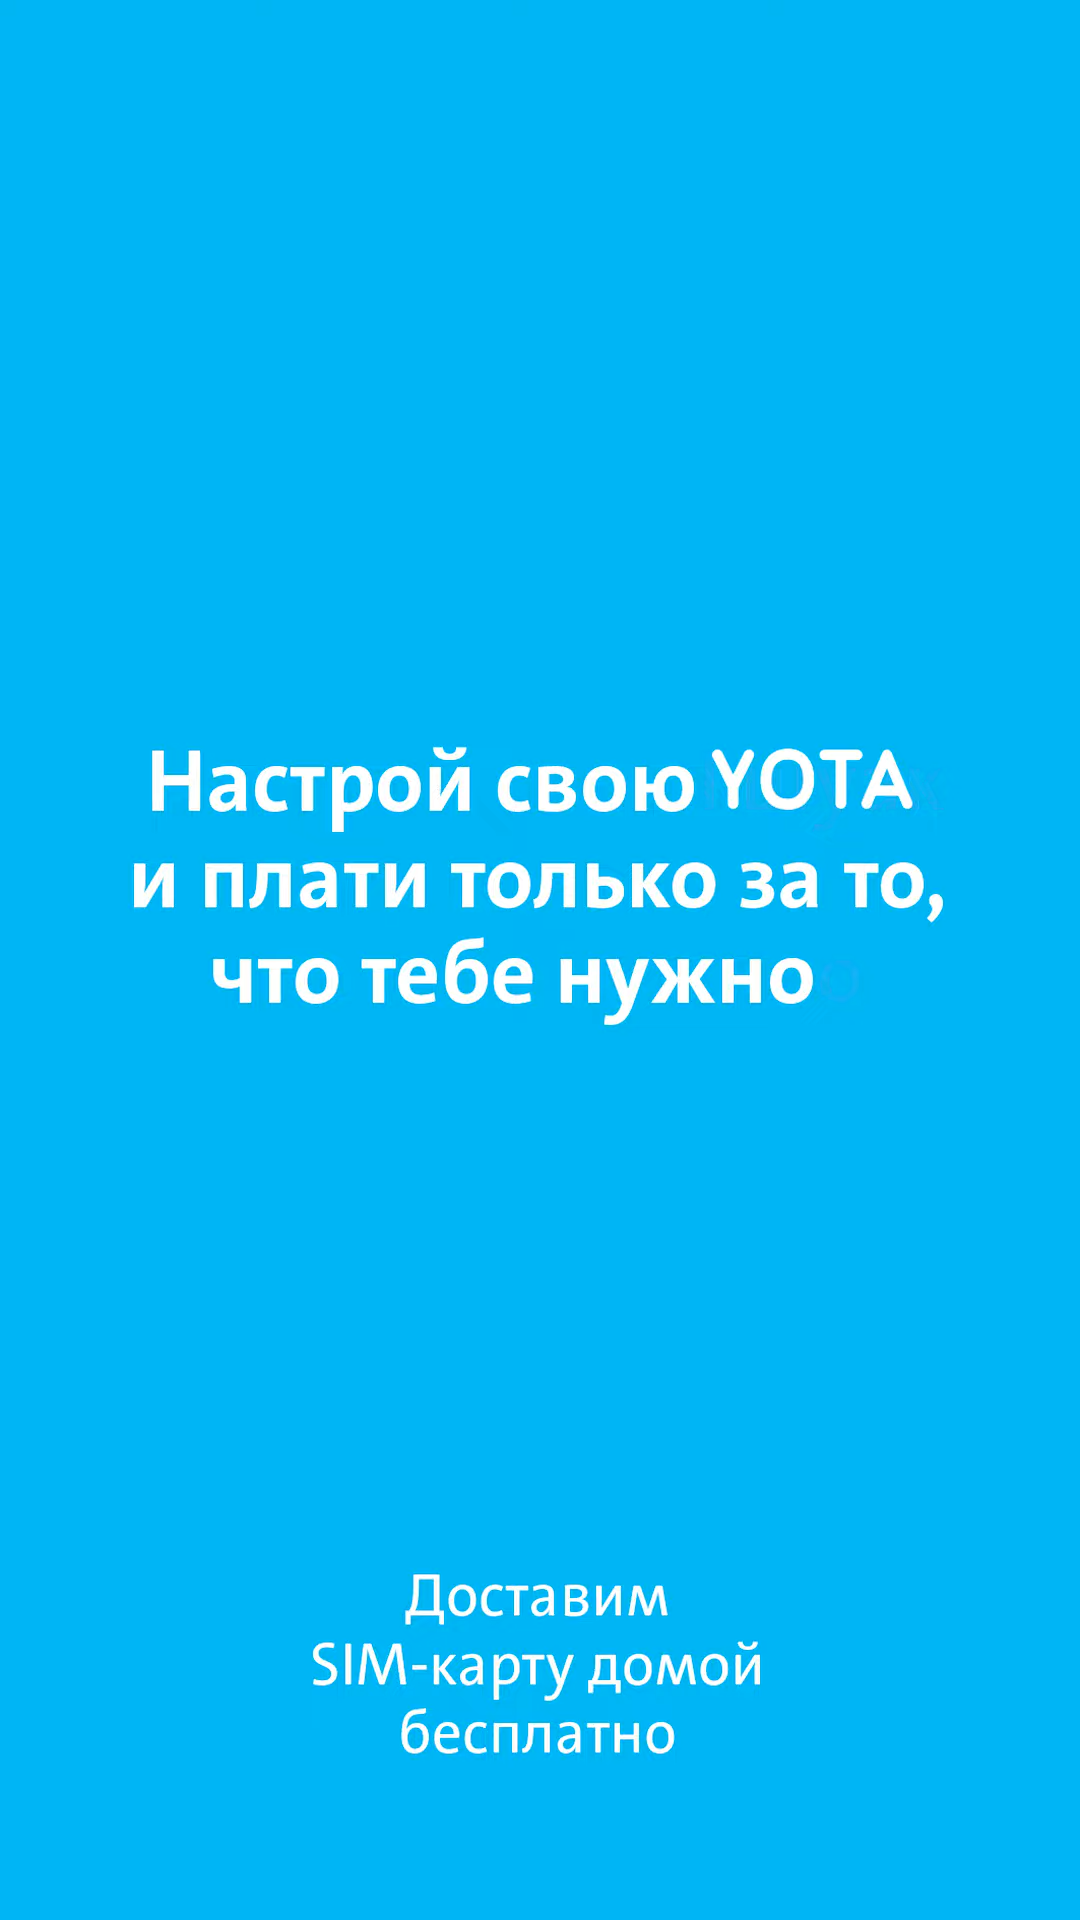 Настрой свою YOTA
и плати только за то,
что тебе нужно
Доставим
SIM-карту домой
бесплатно